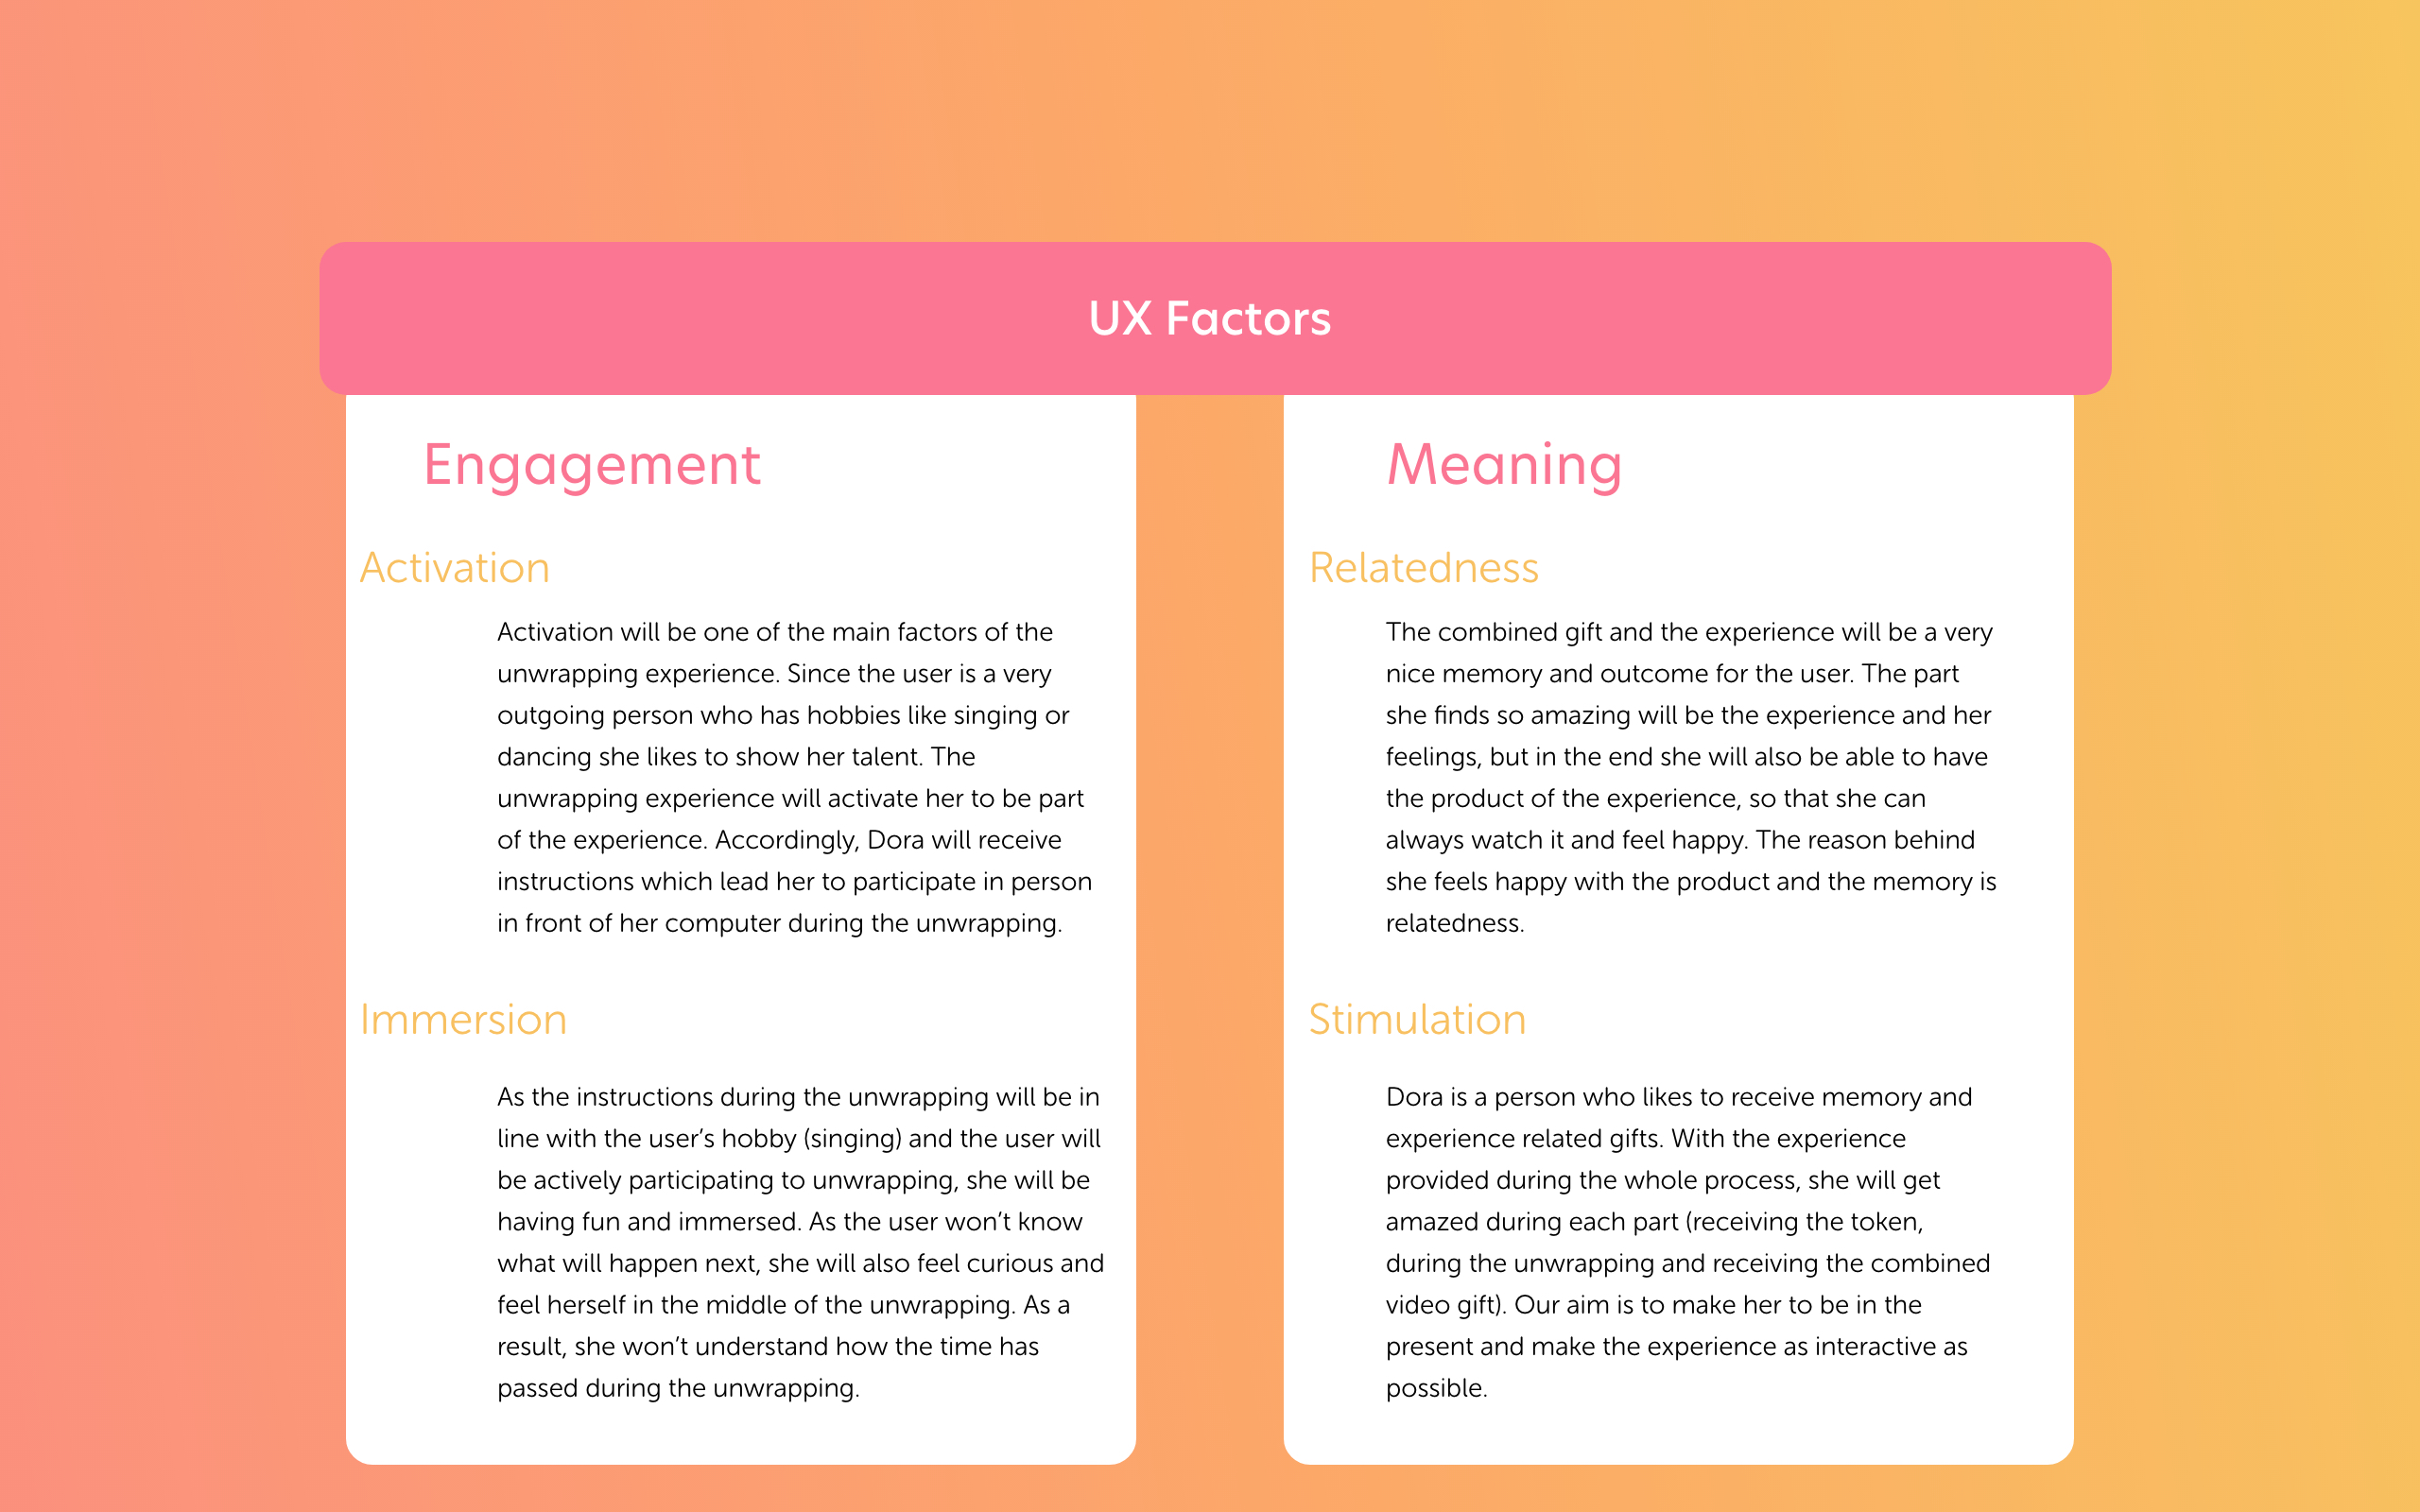 UX Factors
Engagement
Activation
Activation will be one of the main factors of the
unwrapping experience. Since the user is a very
outgoing person who has hobbies like singing or
dancing she likes to show her talent. The
unwrapping experience will activate her to be part
of the experience. Accordingly, Dora will receive
instructions which lead her to participate in person
in front of her computer during the unwrapping.
Immersion
As the instructions during the unwrapping will be in
line with the user’s hobby (singing) and the user will
be actively participating to unwrapping, she will be
having fun and immersed. As the user won’t know
what will happen next, she will also feel curious and
feel herself in the middle of the unwrapping. As a
result, she won’t understand how the time has
passed during the unwrapping.
Meaning
Relatedness
The combined gift and the experience will be a very
nice memory and outcome for the user. The part
she finds so amazing will be the experience and her
feelings, but in the end she will also be able to have
the product of the experience, so that she can
always watch it and feel happy. The reason behind
she feels happy with the product and the memory is
relatedness.
Stimulation
Dora is a person who likes to receive memory and
experience related gifts. With the experience
provided during the whole process, she will get
amazed during each part (receiving the token,
during the unwrapping and receiving the combined
video gift). Our aim is to make her to be in the
present and make the experience as interactive as
possible.